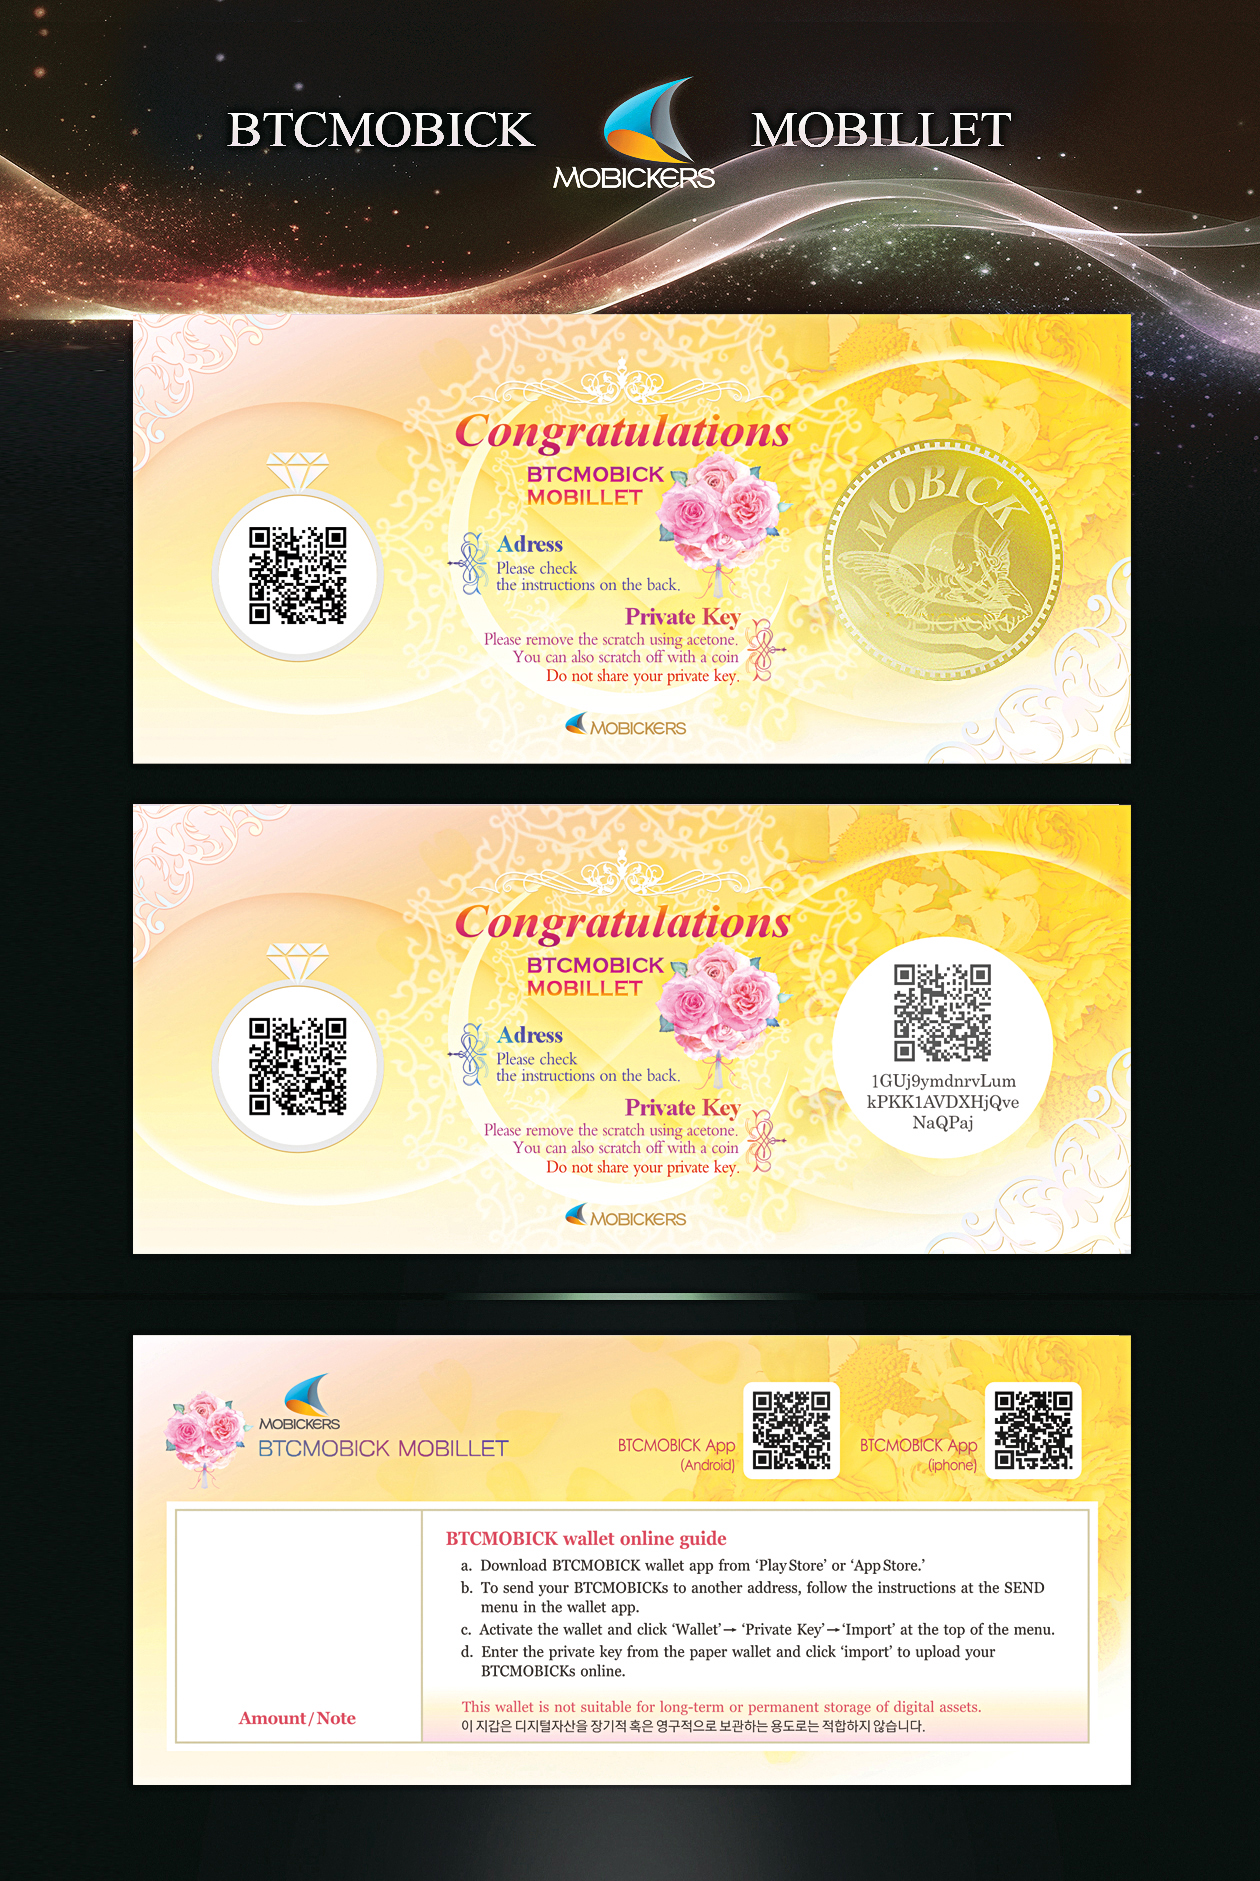 BTCMOBICK
MOBICKERS
MOBILLET
Congratulations
BTCMOBICK
MOBILLET
Adress
Please check
the instructions on the back.
Private Key
Please remove the scratch using acetone.
You can also scratch off with a coin
Do not share your private key.
MOBICKERS
MOBICK
MOBICKERS
Congratulations
BTCMOBICK
MOBILLET
Adress
Please check
the instructions on the back.
Private Key
Please remove the scratch using acetone.
You can also scratch off with a coin
Do not share your private key.
MOBICKERS
1GUj9ymdnrvLum
kPKK1AVDXHjQve
NaQPaj
MOBICKERS
BTCMOBICK MOBILLET
BTCMOBICK App
(Android)
BTCMOBICK App
(iphone)
Amount/Note
BTCMOBICK wallet online guide
a. Download BTCMOBICK wallet app from ‘Play Store’ or ‘App Store.’
b. To send your BTCMOBICKs to another address, follow the instructions at the SEND
menu in the wallet app.
c. Activate the wallet and click ‘Wallet’→ ‘Private Key’→‘Import’ at the top of the menu.
d. Enter the private key from the paper wallet and click ‘import’ to upload your
BTCMOBICKs online.
This wallet is not suitable for long-term or permanent storage of digital assets.
이 지갑은 디지털자산을 장기적 혹은 영구적으로 보관하는 용도로는 적합하지 않습니다.